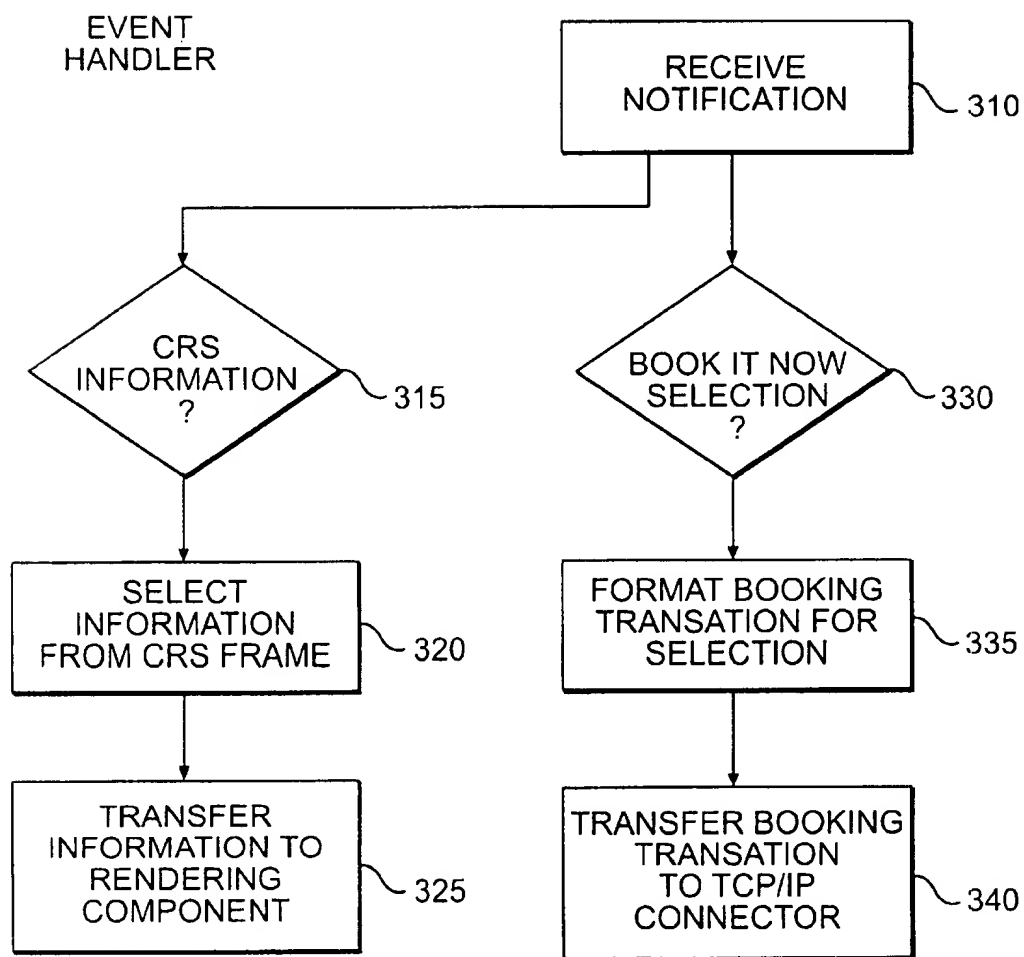 EVENT
HANDLER
RECEIVE
NOTIFICATION
310
CRS
INFORMATION
?
315
BOOK IT NOW
SELECTION
?
330
SELECT
INFORMATION
FROM CRS FRAME
320
FORMAT BOOKING
TRANSATION FOR
SELECTION
335
TRANSFER
INFORMATION TO
RENDERING
COMPONENT
325
TRANSFER BOOKING
TRANSATION
TO TCP/IP
CONNECTOR
340